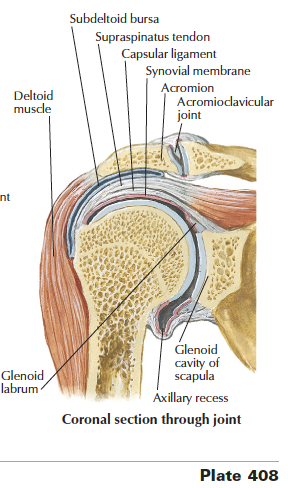 Subdeltoid bursa
Supraspinatus tendon
Capsular ligament
Synovial membrane
Acromion
Deltoid
muscle
Acromioclavicular
joint
nt
Glenoid
labrum
Glenoid
cavity of
scapula
Axillary recess
Coronal section through joint
Plate 408